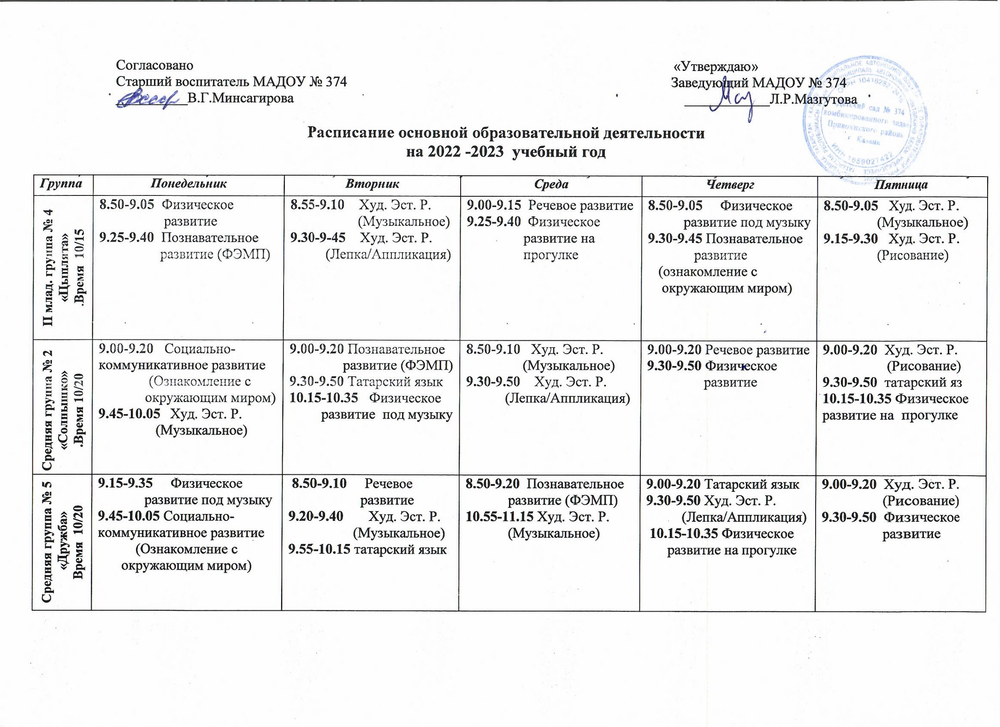 Согласовано
Старший воспитатель МАДОУ № 374
В.Г.Минсагирова
«Утверждаю»
Заведующий МАДОУ № 374
Л.Р.Мазгутова
Детский сад № 374
комбинированного вида
Приволжского района
г Казани
ИНН 1659027422
Расписание основной образовательной деятельности
на 2022 -2023 учебный год
Группа
Понедельник
Вторник
Среда
Четверг
Пятница
II млад. группа № 4
«Цыплята»
.Время 10/15
8.50-9.05 Физическое
развитие
9.25-9.40 Познавательное
развитие (ФЭМП)
8.55-9.10 Худ. Эст. Р.
(Музыкальное)
9.30-9-45 Худ. Эст. Р.
(Лепка/Аппликация)
9.00-9.15 Речевое развитие
9.25-9.40 Физическое
развитие на
прогулке
8.50-9.05 Физическое
развитие под музыку
9.30-9.45 Познавательное
развитие
(ознакомление с
окружающим миром)
8.50-9.05 Худ. Эст. Р.
(Музыкальное)
9.15-9.30 Худ. Эст. Р.
(Рисование)
Средняя группа № 2
«Солнышко»
.Время 10/20
9.00-9.20 Социально-
коммуникативное развитие
(Ознакомление с
окружающим миром)
9.45-10.05 Худ. Эст. Р.
(Музыкальное)
9.00-9.20 Познавательное
развитие (ФЭМП)
9.30-9.50 Татарский язык
10.15-10.35 Физическое
развитие под музыку
8.50-9.10 Худ. Эст. Р.
(Музыкальное)
9.30-9.50 Худ. Эст. Р.
(Лепка/Аппликация)
9.00-9.20 Речевое развитие
9.30-9.50 Физическое
развитие
9.00-9.20 Худ. Эст. Р.
(Рисование)
9.30-9.50 татарский яз
10.15-10.35 Физическое
развитие на прогулке
Средняя группа № 5
«Дружба»
Время 10/20
9.15-9.35 Физическое
развитие под музыку
9.45-10.05 Социально-
коммуникативное развитие
(Ознакомление с
окружающим миром)
8.50-9.10 Речевое
развитие
9.20-9.40 Худ. Эст. Р.
(Музыкальное)
9.55-10.15 татарский язык
8.50-9.20 Познавательное
развитие (ФЭМП)
10.55-11.15 Худ. Эст. Р.
(Музыкальное)
9.00-9.20 Татарский язык
9.30-9.50 Худ. Эст. Р.
(Лепка/Аппликация)
10.15-10.35 Физическое
развитие на прогулке
9.00-9.20 Худ. Эст. Р.
(Рисование)
9.30-9.50 Физическое
развитие